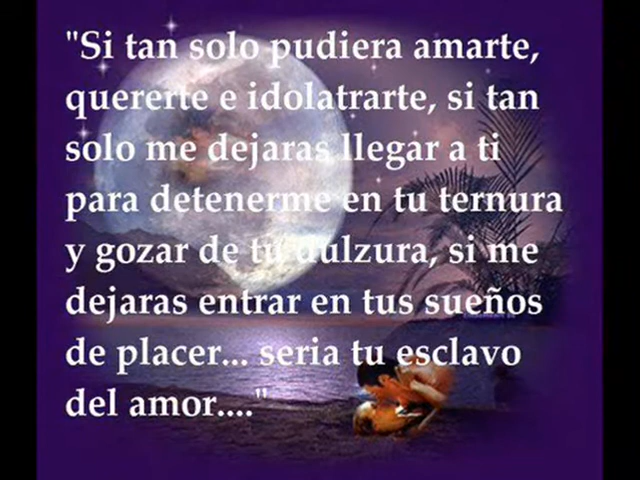 "Si tan solo pudiera amarte,
quererte e idolatrarte, si tan
solo me dejaras llegar a ti
para detenerme en tu ternura
y gozar de tu dulzura, si me
dejaras entrar en tus sueños
de placer... seria tu esclavo
del amor...."